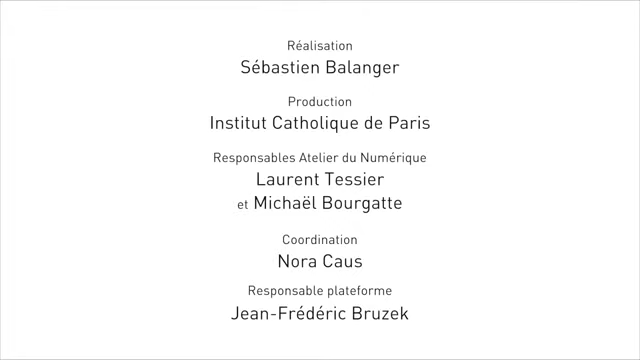 Réalisation
Sébastien Balanger
Production
Institut Catholique de Paris
Responsables Atelier du Numérique
Laurent Tessier
et Michaël Bourgatte
Coordination
Nora Caus
Responsable plateforme
Jean-Frédéric Bruzek